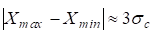 |X_max − X_min| ≈ 3σ_c